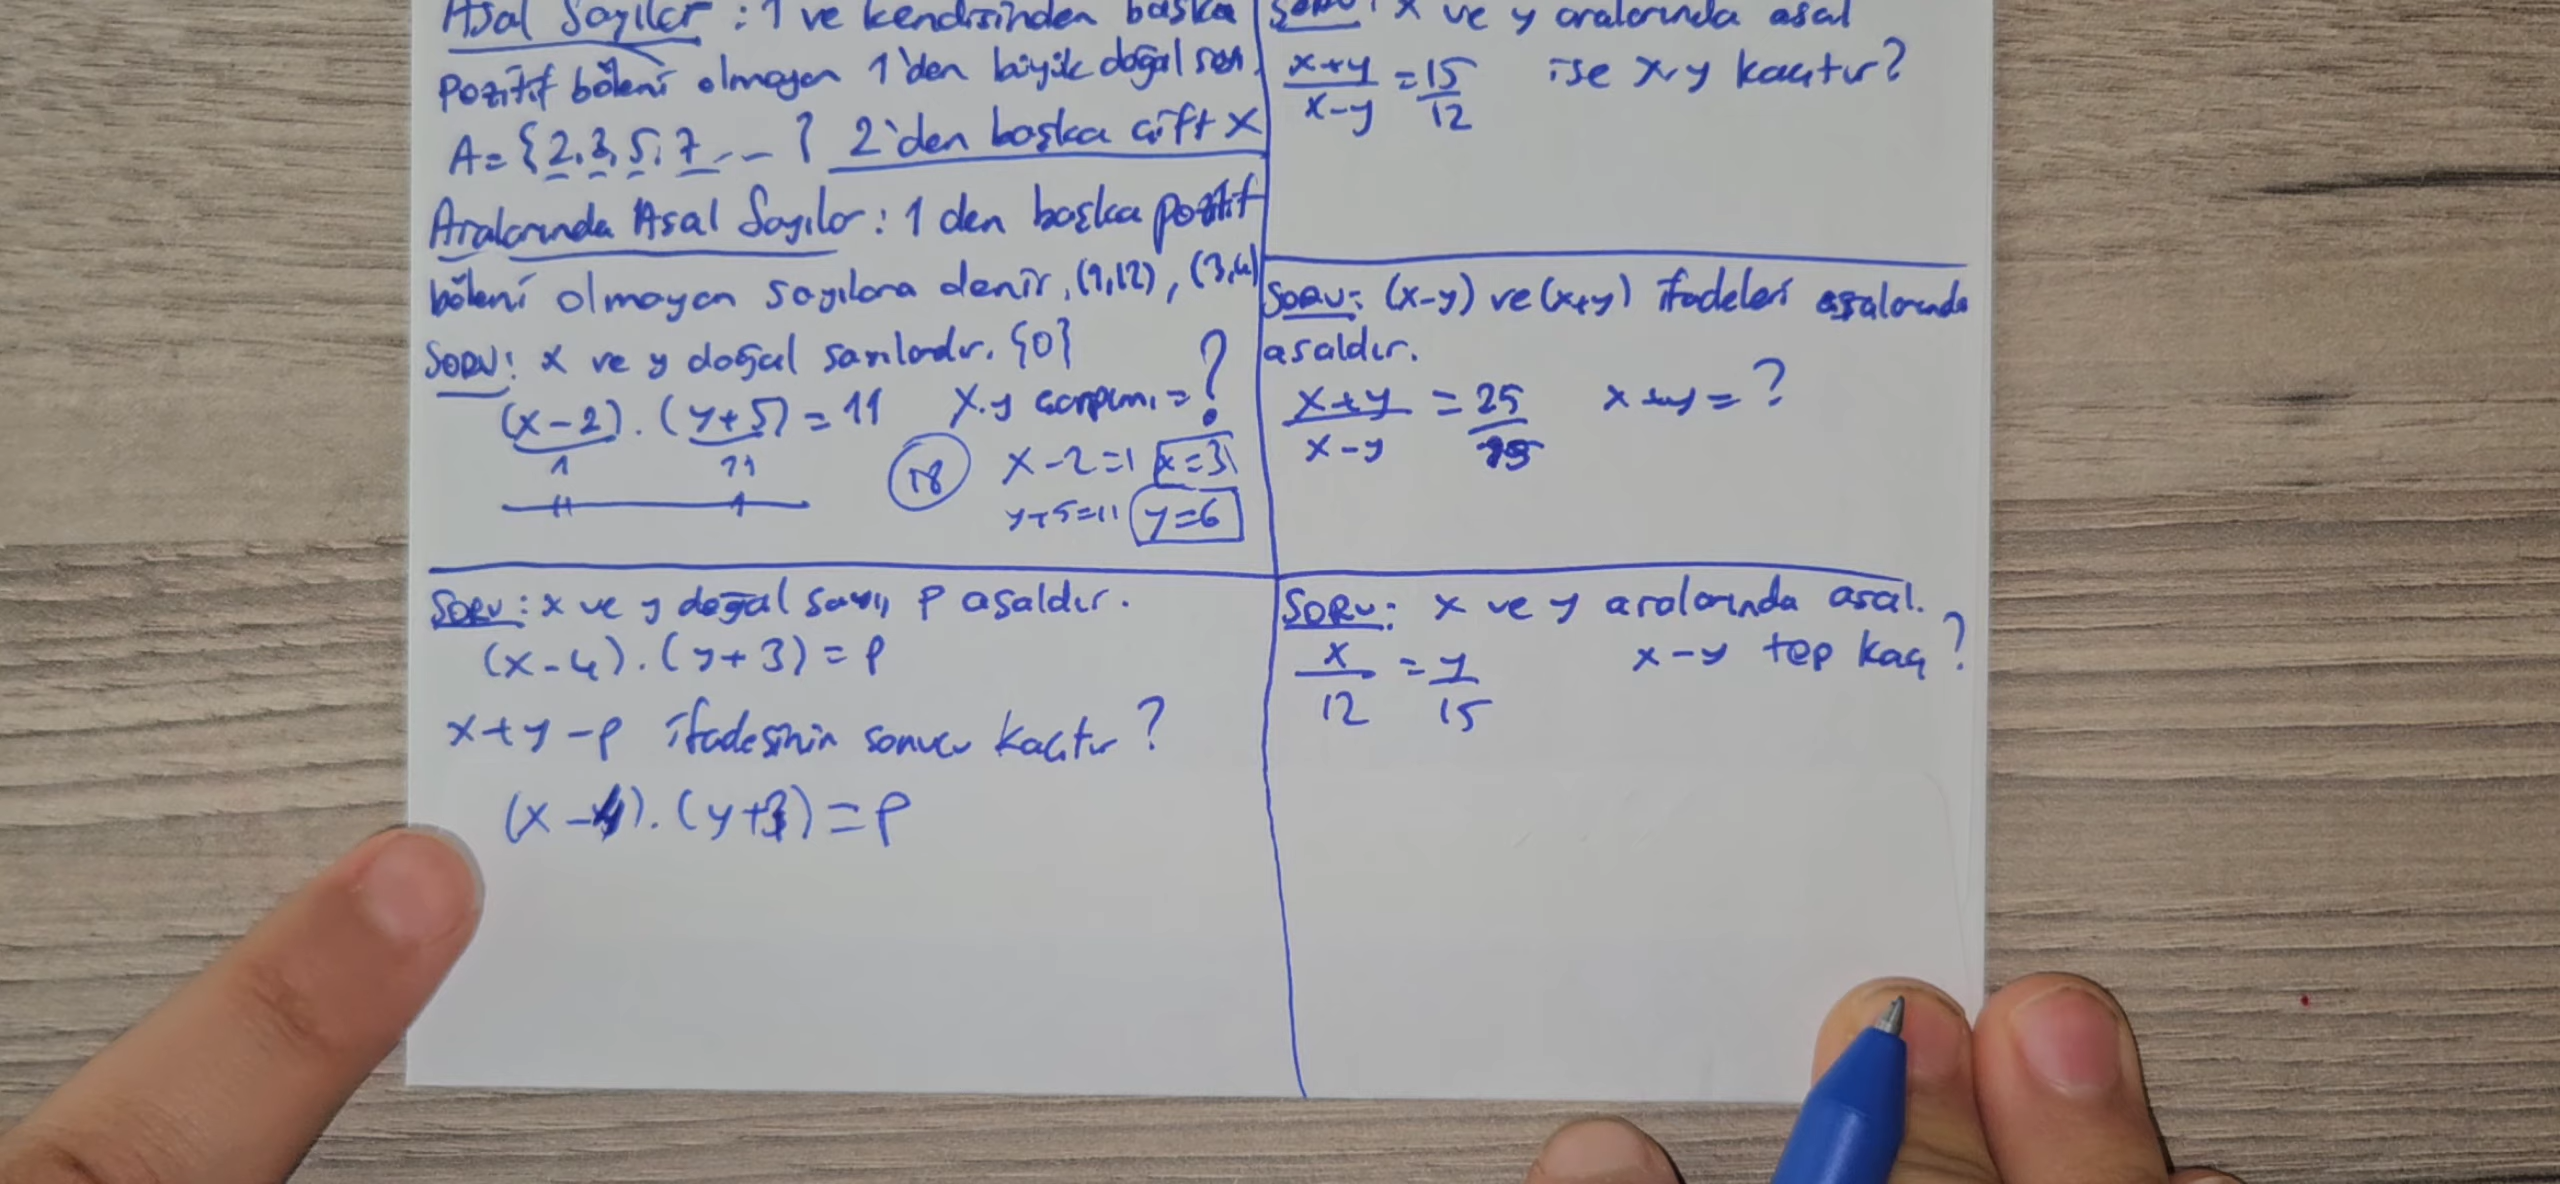 Asal Sayılar : 1 ve kendisinden başka
pozitif böleni olmayan 1'den büyük doğal sayı.
A = {2, 3, 5, 7 ... } 2'den başka çift X
Aralarında Asal Sayılar : 1 den başka pozitif
böleni olmayan sayılara denir. (9,12), (3,4)
SORU: x ve y doğal sayılardır. {0}
(x-2) . (y+5) = 11 x.y çarpımı = ?
1 11
18
x-2=1 x=3
y+5=11 y=6
SORU: x ve y doğal sayı, P asaldır.
(x-4) . (y+3) = P
x+y-P ifadesinin sonucu kaçtır?
(x- ). (y+ ) = P
SORU: x ve y aralarında asal
x+y / x-y = 15 / 12 ise x.y kaçtır?
SORU: (x-y) ve (x+y) ifadeleri aralarında
asaldır.
x+y / x-y = 25 / 15 = ?
SORU: x ve y aralarında asal.
x / 12 = y / 15 x-y kaç?